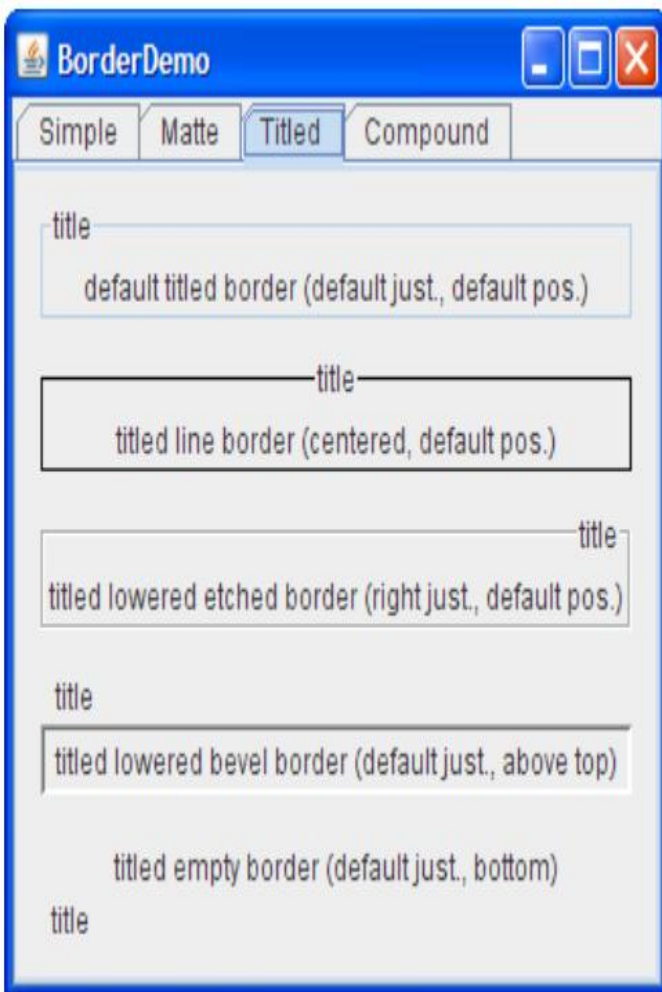 BorderDemo
Simple Matte Titled Compound
title
default titled border (default just., default pos.)
title
titled line border (centered, default pos.)
title
titled lowered etched border (right just., default pos.)
title
titled lowered bevel border (default just., above top)
titled empty border (default just., bottom)
title